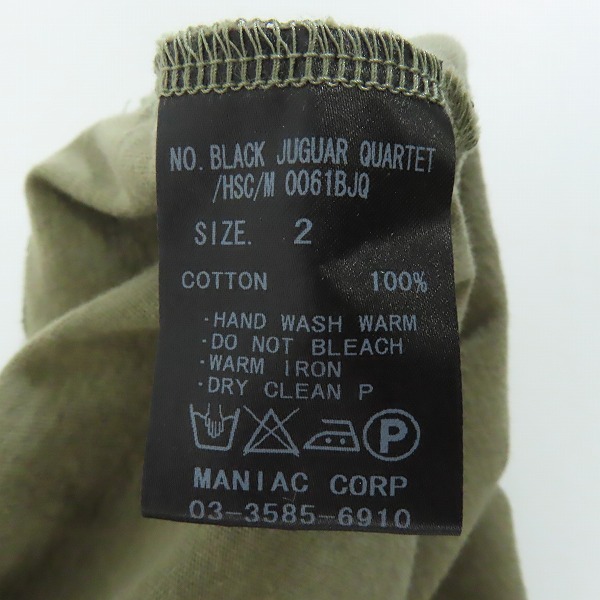 NO. BLACK JUGUAR QUARTET
/HSC/M 0061BJQ
SIZE. 2
COTTON 100%
·HAND WASH WARM
·DO NOT BLEACH
·WARM IRON
·DRY CLEAN P
P
MANIAC CORP
03-3585-6910